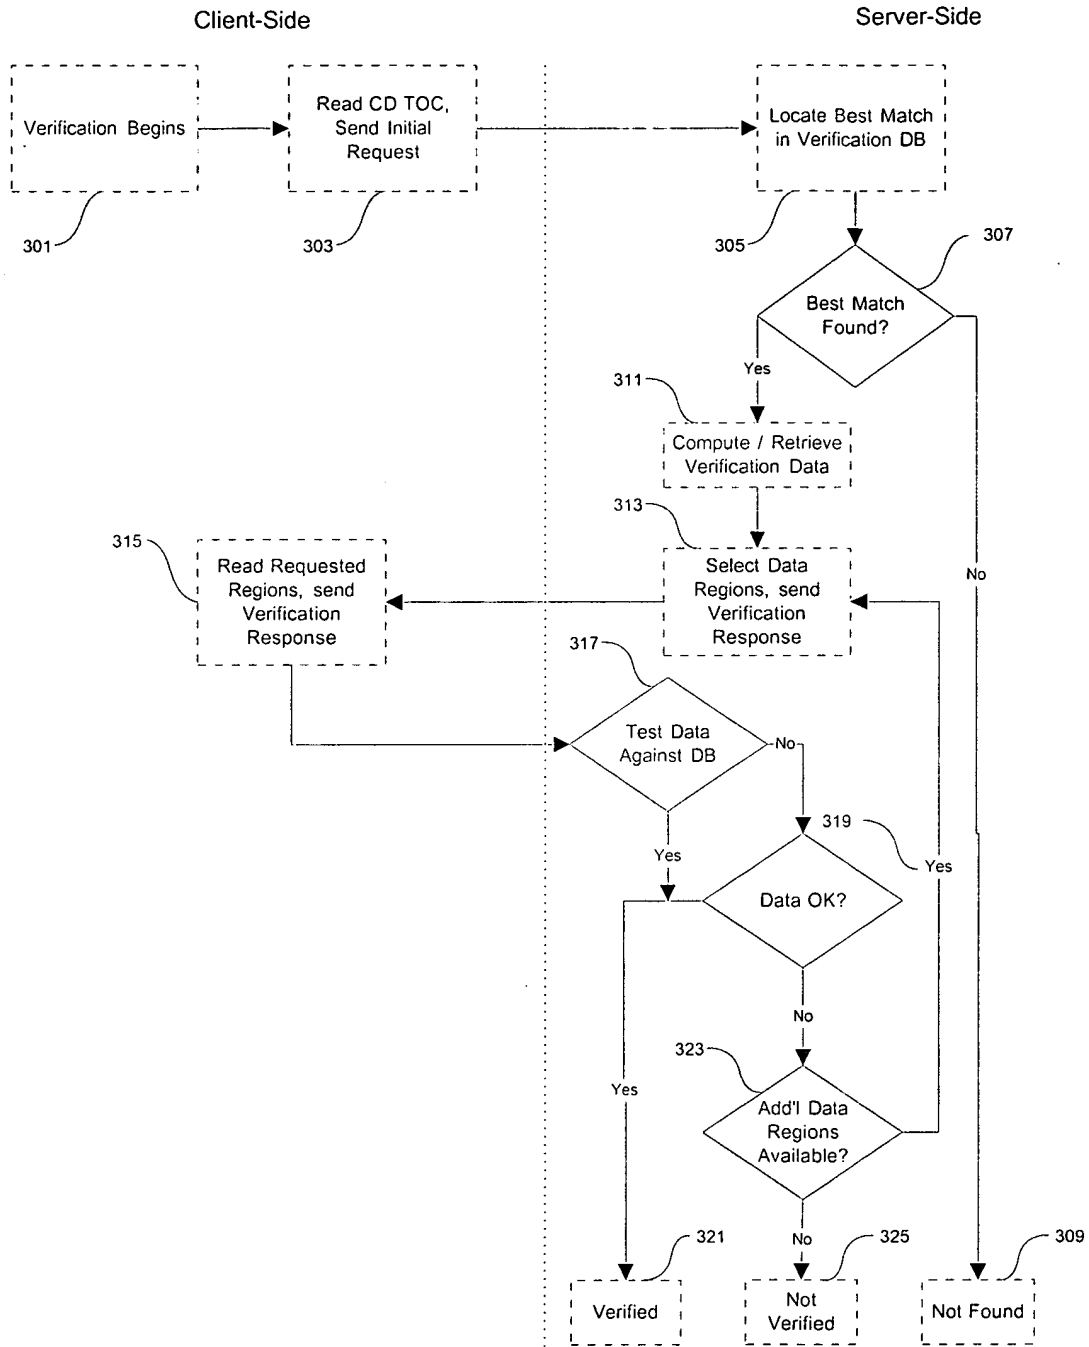 Client-Side
Server-Side
Verification Begins
Read CD TOC,
Send Initial
Request
Locate Best Match
in Verification DB
301
303
305
307
Best Match
Found?
Yes
311
Compute / Retrieve
Verification Data
313
315
Read Requested
Regions, send
Verification
Response
Select Data
Regions, send
Verification
Response
No
317
Test Data
Against DB
No
319
Yes
Yes
Data OK?
No
323
Yes
Add'l Data
Regions
Available?
No
321
325
309
Verified
Not
Verified
Not Found